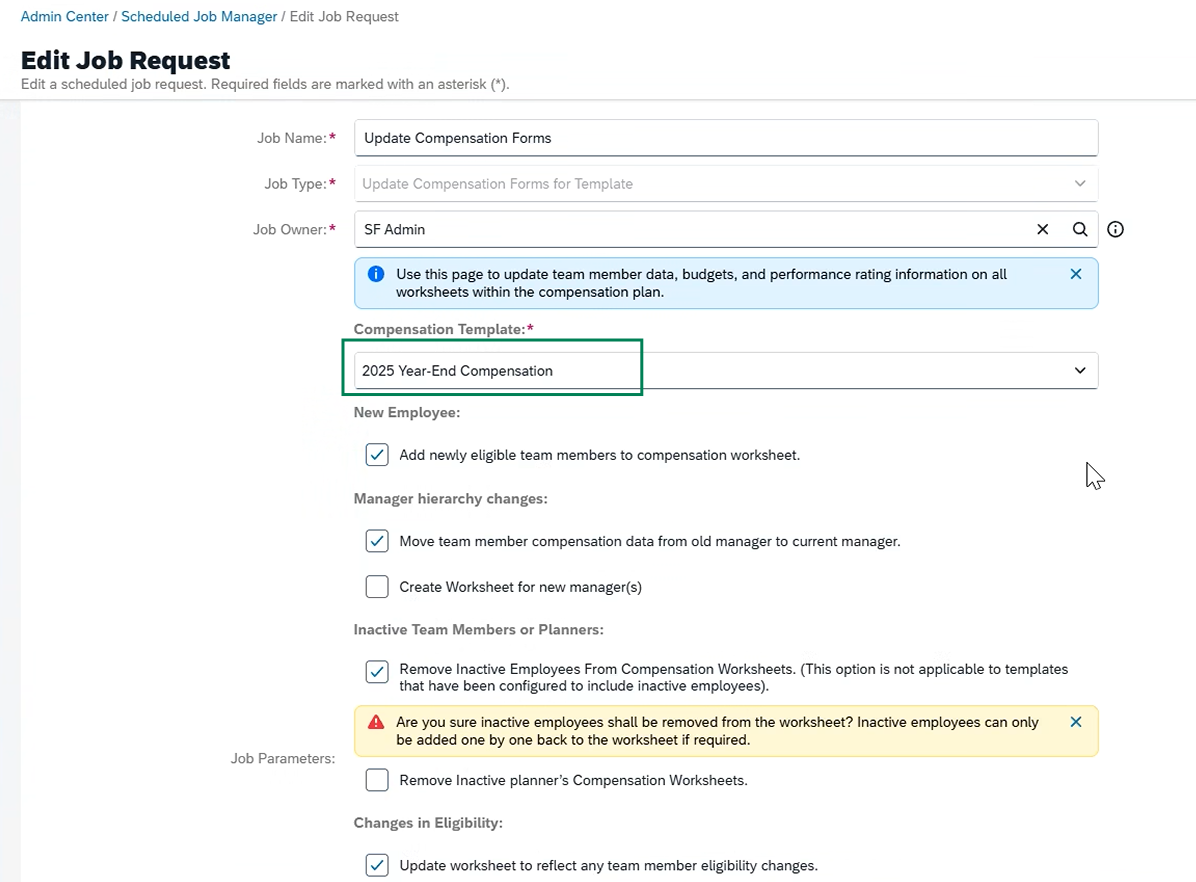 Admin Center / Scheduled Job Manager / Edit Job Request
Edit Job Request
Edit a scheduled job request. Required fields are marked with an asterisk (*).
Job Name:* Update Compensation Forms
Job Type:* Update Compensation Forms for Template
Job Owner:* SF Admin
Use this page to update team member data, budgets, and performance rating information on all
worksheets within the compensation plan.
Compensation Template:*
2025 Year-End Compensation
New Employee:
Add newly eligible team members to compensation worksheet.
Manager hierarchy changes:
Move team member compensation data from old manager to current manager.
Create Worksheet for new manager(s)
Inactive Team Members or Planners:
Remove Inactive Employees From Compensation Worksheets. (This option is not applicable to templates
that have been configured to include inactive employees).
Are you sure inactive employees shall be removed from the worksheet? Inactive employees can only
be added one by one back to the worksheet if required.
Job Parameters:
Remove Inactive planner’s Compensation Worksheets.
Changes in Eligibility:
Update worksheet to reflect any team member eligibility changes.